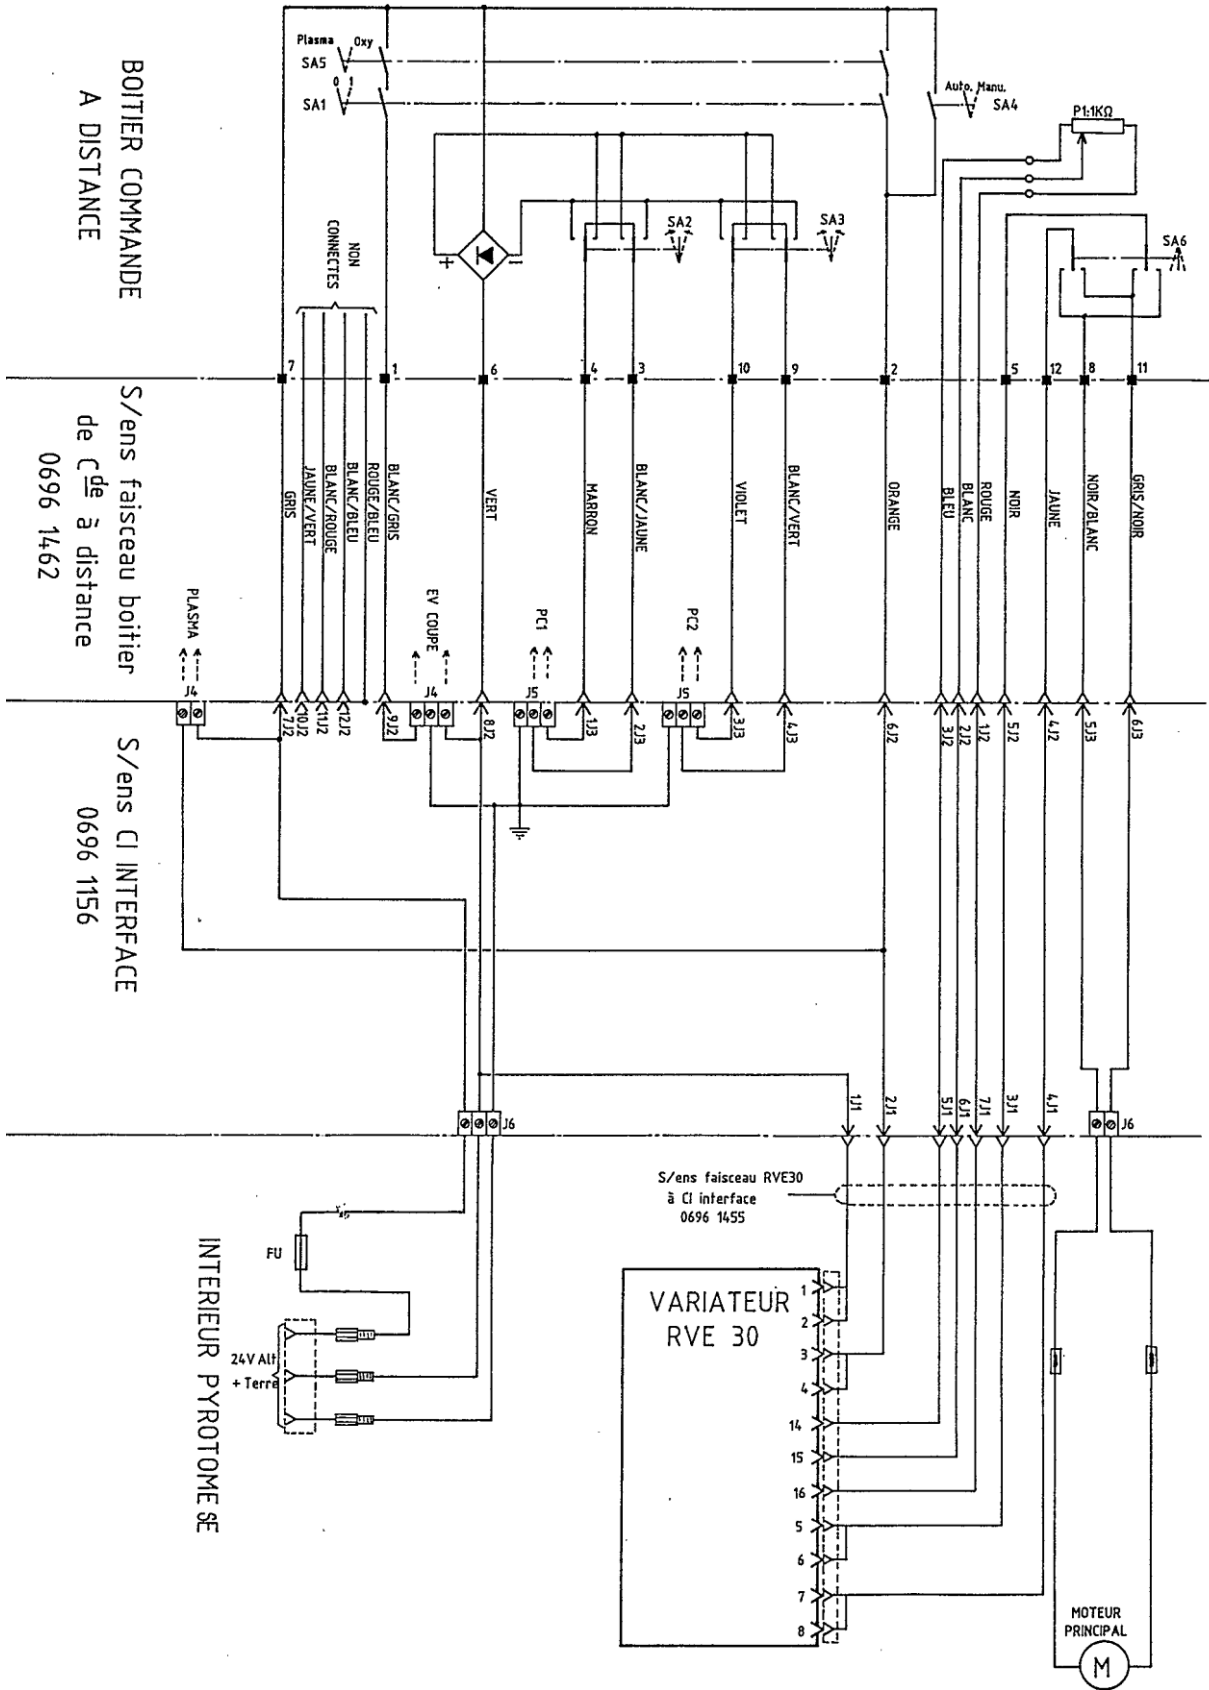 Plasma
Oxy
SA5
0 1
SA1
Auto. Manu.
SA4
P1:1KΩ
SA2
SA3
SA6
BOITIER COMMANDE
A DISTANCE
NON
CONNECTES
+
-
7
1
6
4
3
10
9
2
5
12
8
11
S/ens faisceau boitier
de Cde à distance
0696 1462
GRIS
JAUNE/VERT
BLANC/ROUGE
BLANC/BLEU
ROUGE/BLEU
BLANC/GRIS
VERT
MARRON
BLANC/JAUNE
VIOLET
BLANC/VERT
ORANGE
BLEU
BLANC
ROUGE
NOIR
JAUNE
NOIR/BLANC
GRIS/NOIR
PLASMA
EV COUPE
PC1
PC2
J4
J4
J5
J5
7J2
10J2
11J2
12J2
9J2
8J2
1J3
2J3
3J3
4J3
6J2
3J2
2J2
1J2
5J2
4J2
5J3
6J3
S/ens CI INTERFACE
0696 1156
1J1
2J1
5J1
6J1
7J1
3J1
4J1
J6
J6
S/ens faisceau RVE30
à CI interface
0696 1455
INTERIEUR PYROTOME SE
FU
24V Alt
+ Terre
VARIATEUR
RVE 30
1
2
3
4
14
15
16
5
6
7
8
MOTEUR
PRINCIPAL
M